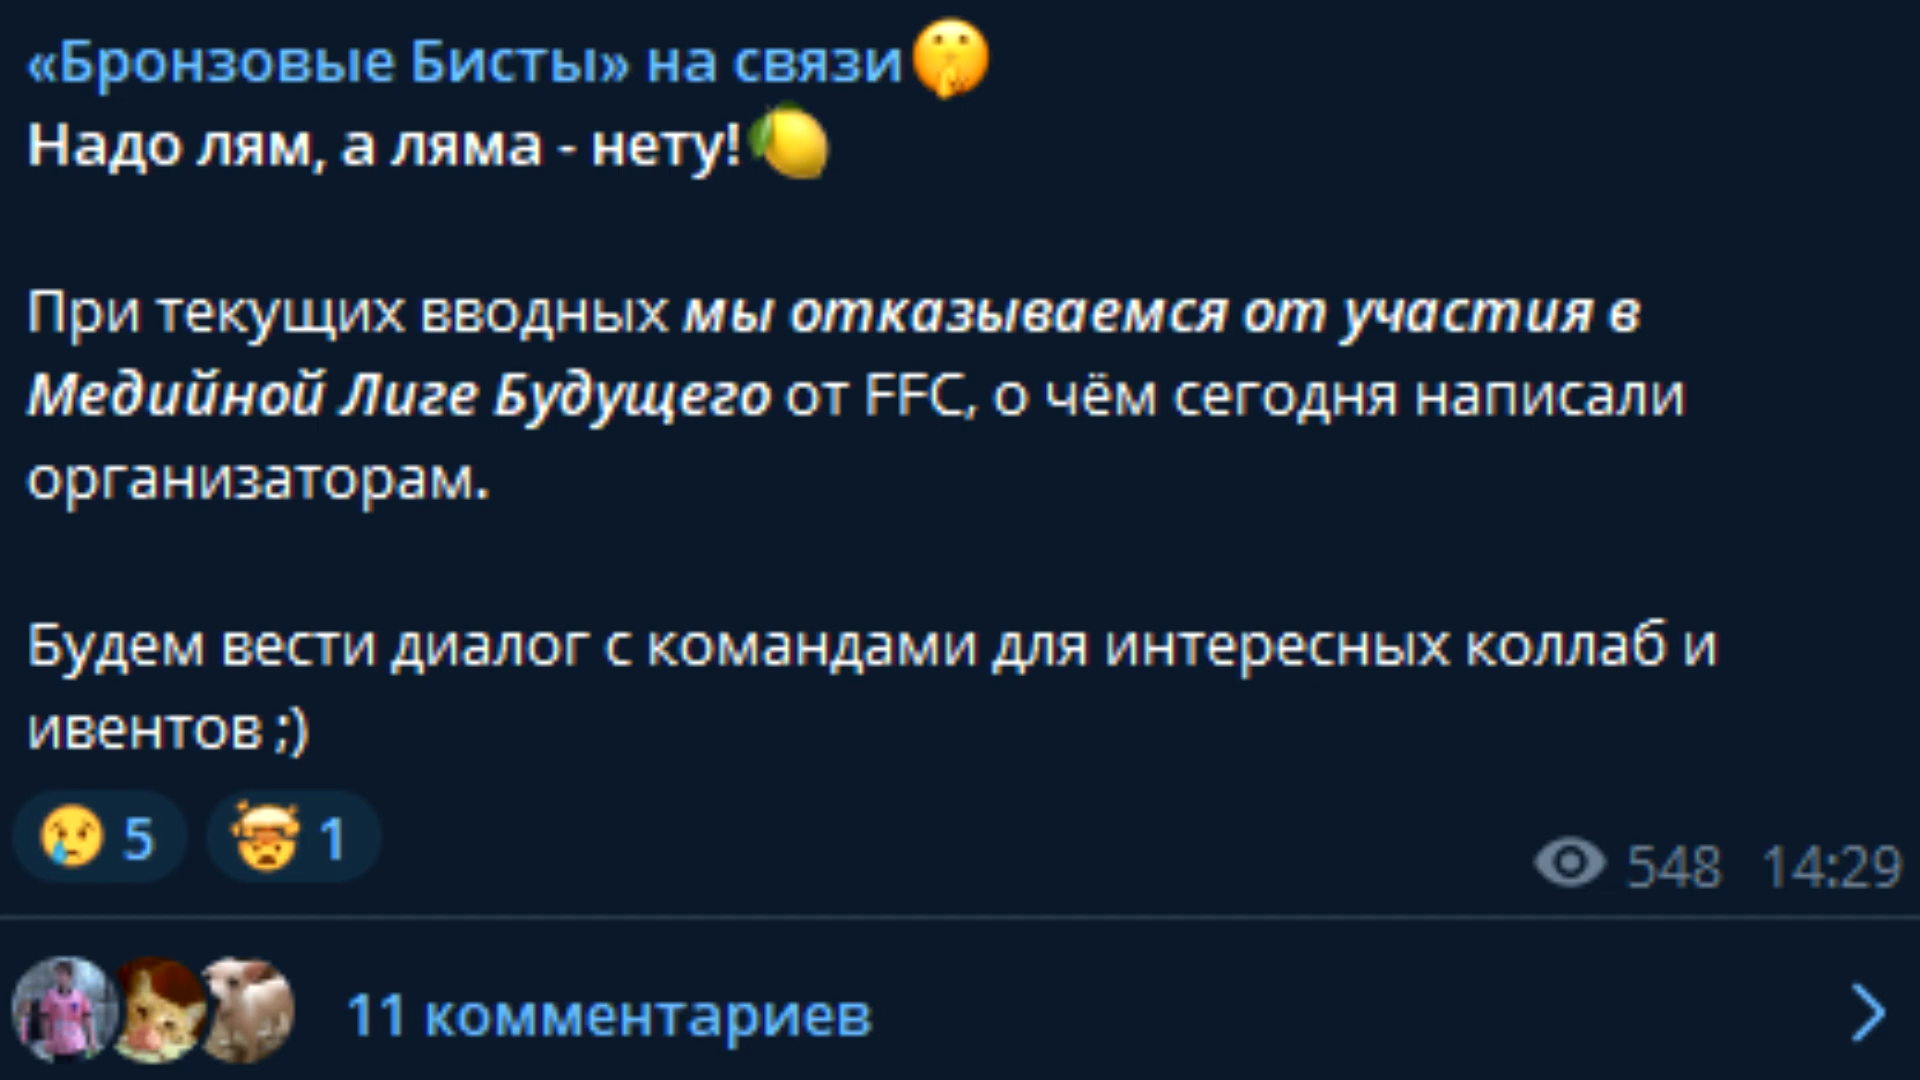 «Бронзовые Бисты» на связи🤫
Надо лям, а ляма - нету!🍋
При текущих вводных мы отказываемся от участия в
Медийной Лиге Будущего от FFC, о чём сегодня написали
организаторам.
Будем вести диалог с командами для интересных коллаб и
ивентов ;)
😢 5 🤯 1
548 14:29
11 комментариев